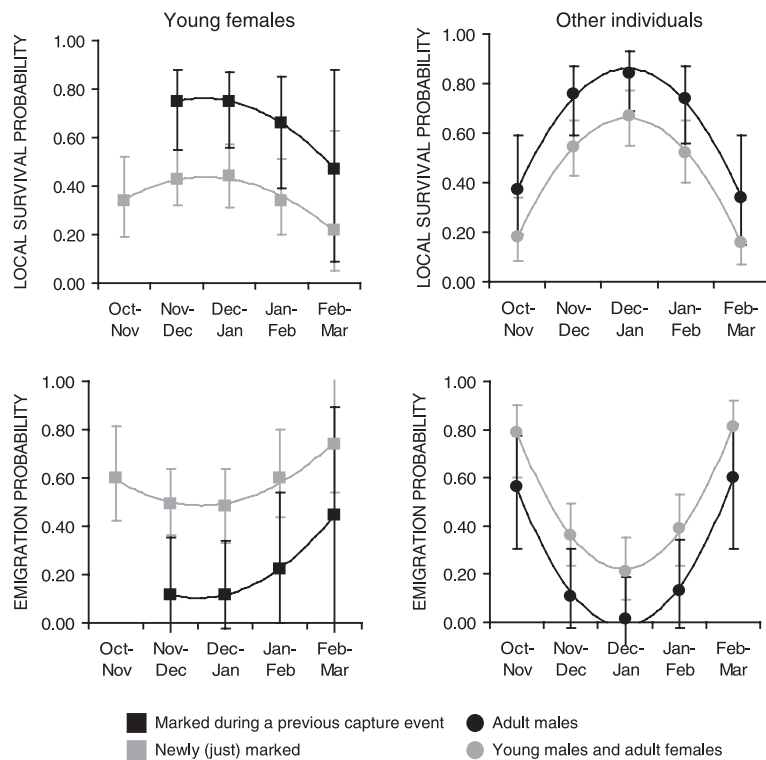 Young females
Other individuals
LOCAL SURVIVAL PROBABILITY
1.00
0.80
0.60
0.40
0.20
0.00
Oct-
Nov
Nov-
Dec
Dec-
Jan
Jan-
Feb
Feb-
Mar
LOCAL SURVIVAL PROBABILITY
1.00
0.80
0.60
0.40
0.20
0.00
Oct-
Nov
Nov-
Dec
Dec-
Jan
Jan-
Feb
Feb-
Mar
EMIGRATION PROBABILITY
1.00
0.80
0.60
0.40
0.20
0.00
Oct-
Nov
Nov-
Dec
Dec-
Jan
Jan-
Feb
Feb-
Mar
EMIGRATION PROBABILITY
1.00
0.80
0.60
0.40
0.20
0.00
Oct-
Nov
Nov-
Dec
Dec-
Jan
Jan-
Feb
Feb-
Mar
Marked during a previous capture event
Newly (just) marked
Adult males
Young males and adult females